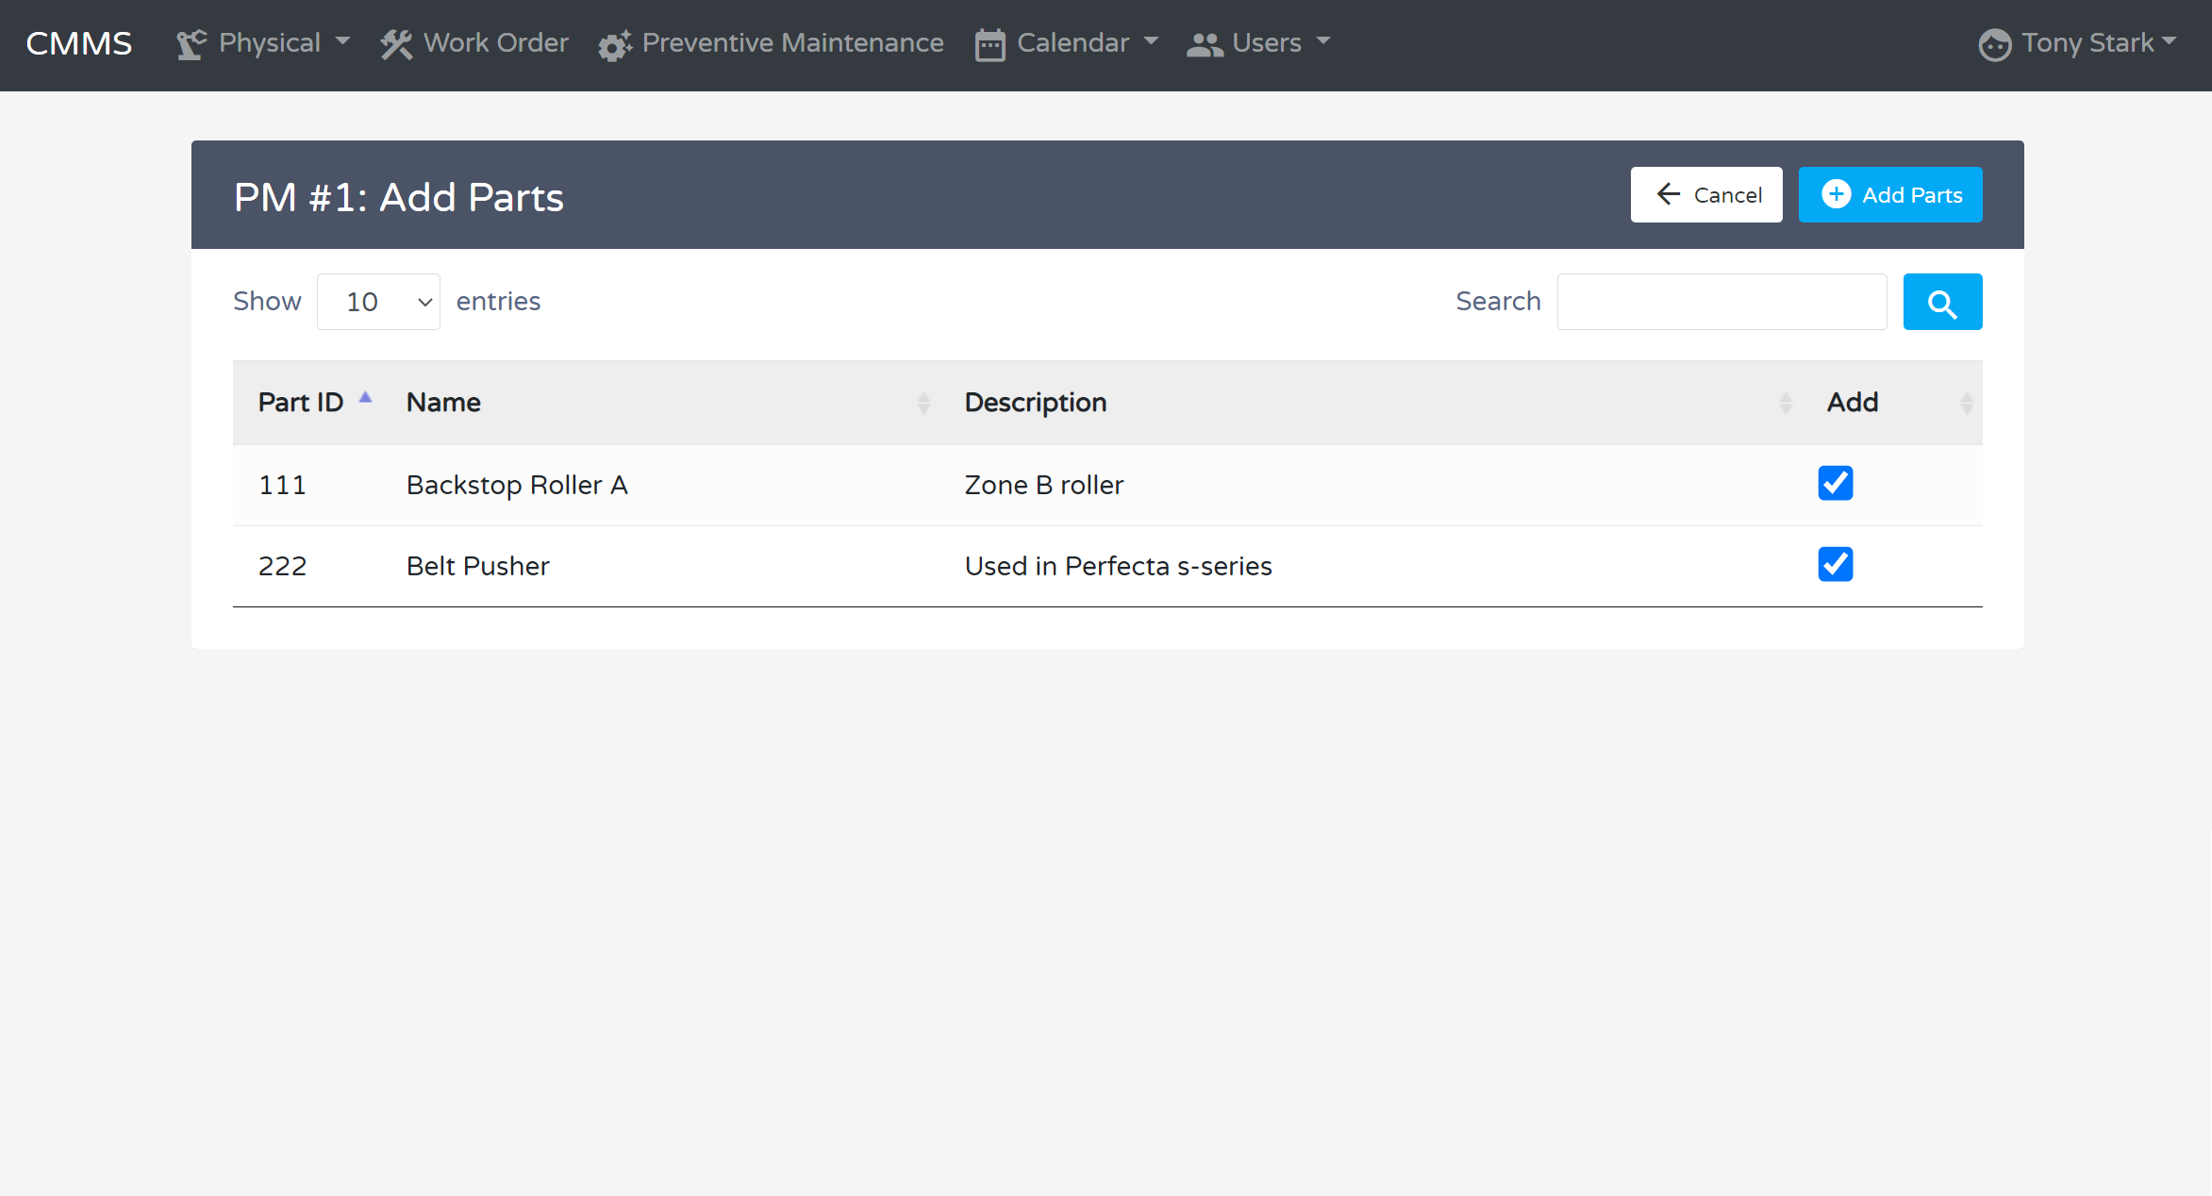 CMMS Physical Work Order Preventive Maintenance Calendar Users Tony Stark
PM #1: Add Parts Cancel Add Parts
Show 10 entries Search
Part ID Name Description Add
111 Backstop Roller A Zone B roller
222 Belt Pusher Used in Perfecta s-series